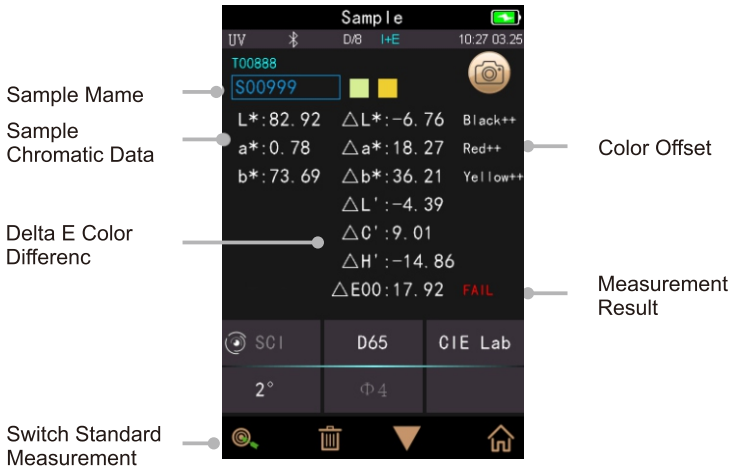 Sample
UV D/8 I+E 10:27 03.25
T00888
S00999
L*:82.92 △L*:-6.76 Black++
a*:0.78 △a*:18.27 Red++
b*:73.69 △b*:36.21 Yellow++
△L':-4.39
△C':9.01
△H':-14.86
△E00:17.92 FAIL
SCI D65 CIE Lab
2° Φ4
Sample Mame
Sample
Chromatic Data
Delta E Color
Differenc
Switch Standard
Measurement
Color Offset
Measurement
Result